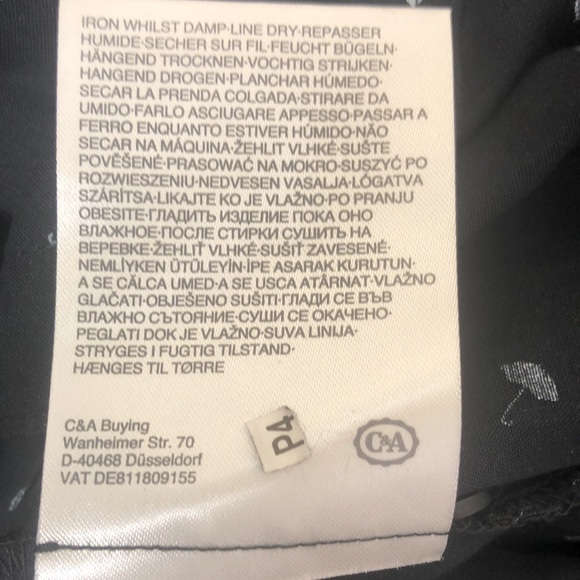 IRON WHILST DAMP·LINE DRY·REPASSER
HUMIDE·SECHER SUR FIL·FEUCHT BÜGELN·
HÄNGEND TROCKNEN·VOCHTIG STRIJKEN·
HANGEND DROGEN·PLANCHAR HÚMEDO·
SECAR LA PRENDA COLGADA·STIRARE DA
UMIDO·FARLO ASCIUGARE APPESO·PASSAR A
FERRO ENQUANTO ESTIVER HÚMIDO·NÃO
SECAR NA MÁQUINA·ŽEHLIT VLHKÉ·SUŠTE
POVĚŠENÉ·PRASOWAĆ NA MOKRO·SUSZYĆ PO
ROZWIESZENIU·NEDVESEN VASALJA·LÓGATVA
SZÁRÍTSA·LIKAJTE KO JE VLAŽNO·PO PRANJU
OBESITE·ГЛАДИТЬ ИЗДЕЛИЕ ПОКА ОНО
ВЛАЖНОЕ·ПОСЛЕ СТИРКИ СУШИТЬ НА
ВЕРЕВКЕ·ŽEHLIŤ VLHKÉ·SUŠIŤ ZAVESENÉ·
NEMLİYKEN ÜTÜLEYİN·İPE ASARAK KURUTUN·
A SE CĂLCA UMED·A SE USCA ATÂRNAT·VLAŽNO
GLAČATI·OBJEŠENO SUŠITI·ГЛАДИ СЕ ВЪВ
ВЛАЖНО СЪТОЯНИЕ·СУШИ СЕ ОКАЧЕНО·
PEGLATI DOK JE VLAŽNO·SUVA LINIJA·
STRYGES I FUGTIG TILSTAND·
HÆNGES TIL TØRRE
C&A Buying
Wanheimer Str. 70
D-40468 Düsseldorf
VAT DE811809155
P4
C&A